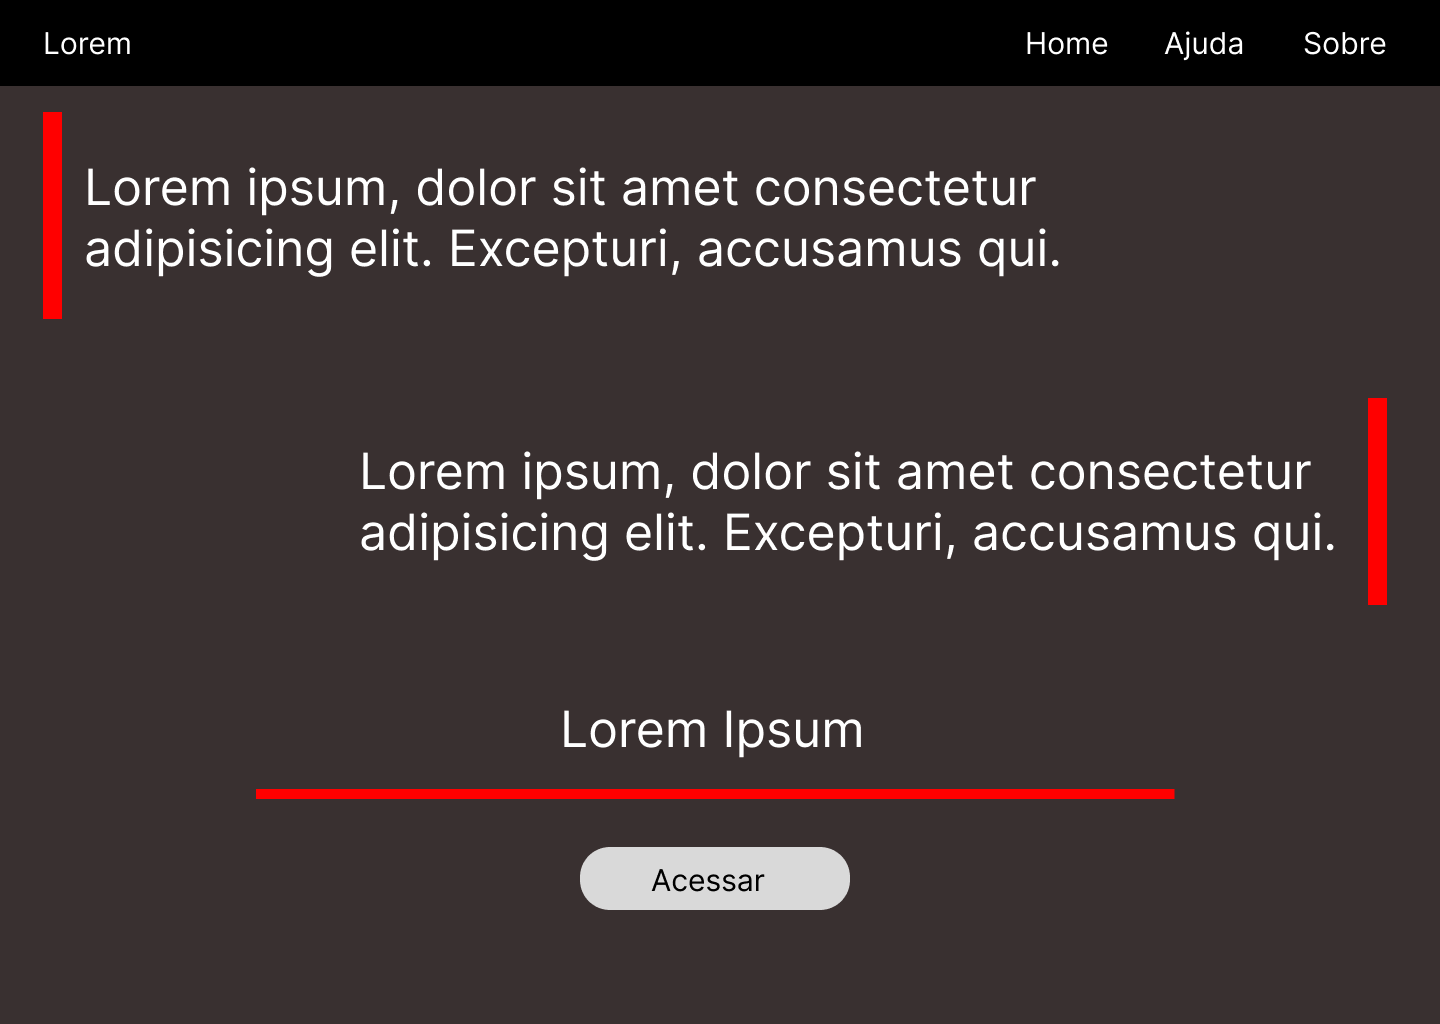 Lorem Home Ajuda Sobre
Lorem ipsum, dolor sit amet consectetur
adipisicing elit. Excepturi, accusamus qui.
Lorem ipsum, dolor sit amet consectetur
adipisicing elit. Excepturi, accusamus qui.
Lorem Ipsum
Acessar